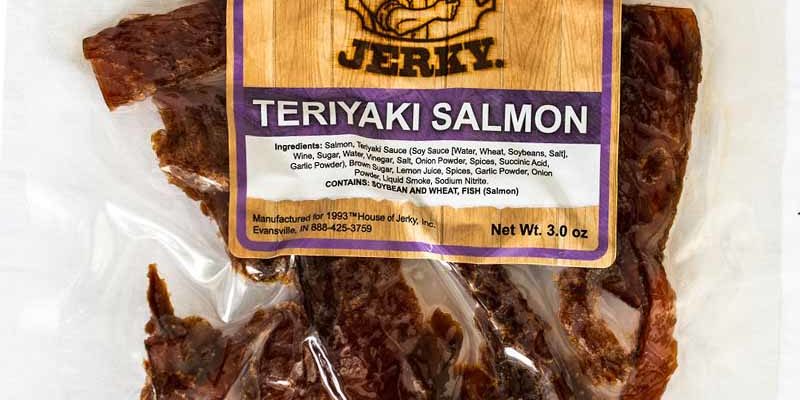 JERKY.
TERIYAKI SALMON
Ingredients: Salmon, Teriyaki Sauce (Soy Sauce [Water, Wheat, Soybeans, Salt],
Wine, Sugar, Water, Vinegar, Salt, Onion Powder, Spices, Succinic Acid,
Garlic Powder), Brown Sugar, Lemon Juice, Spices, Garlic Powder, Onion
Powder, Liquid Smoke, Sodium Nitrite.
CONTAINS: SOYBEAN AND WHEAT, FISH (Salmon)
Manufactured for 1993™House of Jerky, Inc.
Evansville, IN 888-425-3759
Net Wt. 3.0 oz